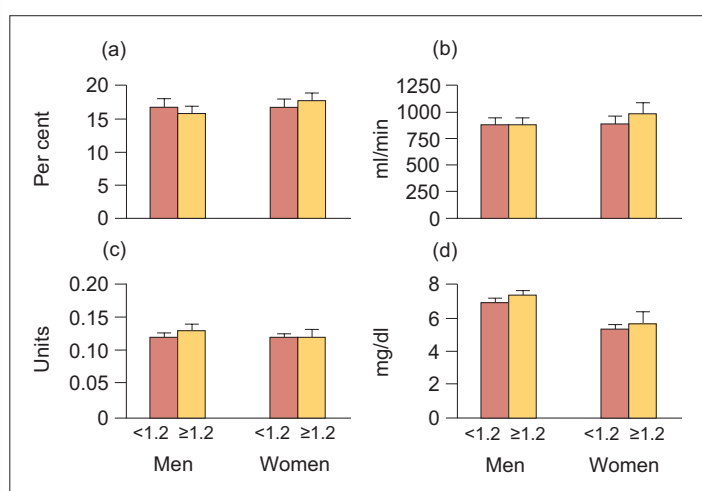 (a)
Per cent
20
15
10
5
0
(b)
ml/min
1250
1000
750
500
250
0
(c)
Units
0.20
0.15
0.10
0.05
0
<1.2 ≥1.2 <1.2 ≥1.2
Men Women
(d)
mg/dl
8
6
4
2
0
<1.2 ≥1.2 <1.2 ≥1.2
Men Women